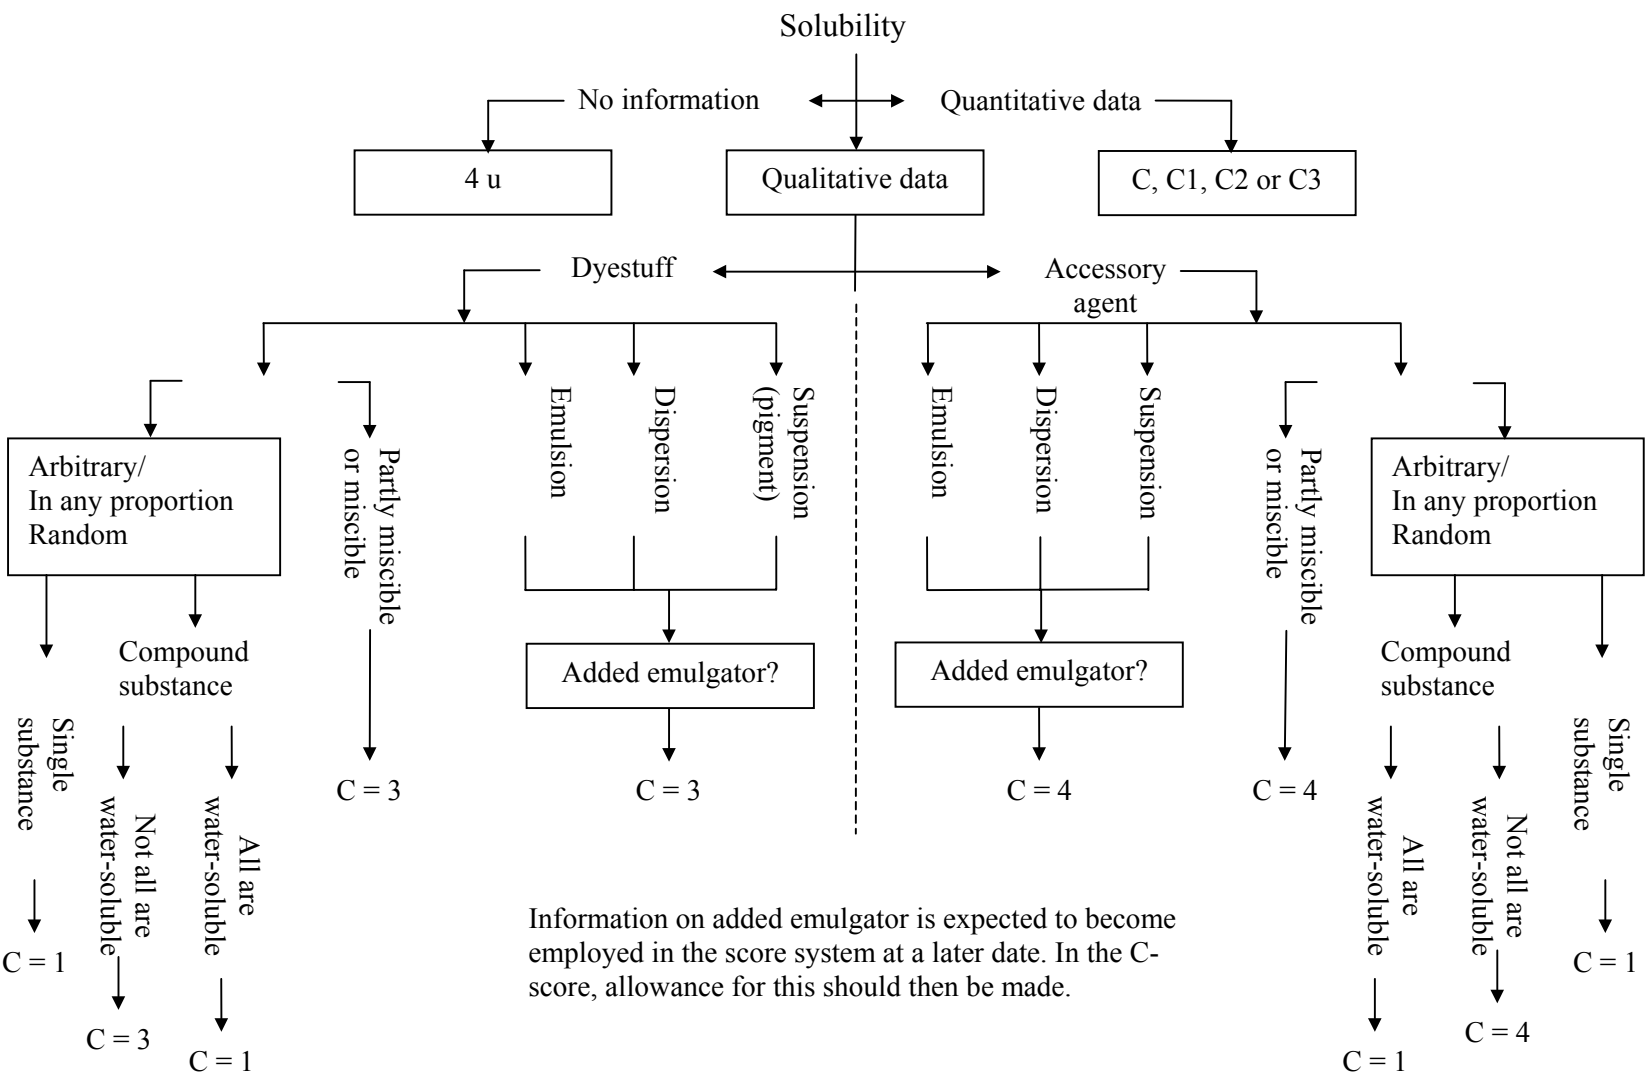 Solubility
No information
Quantitative data
4 u
Qualitative data
C, C1, C2 or C3
Dyestuff
Accessory
agent
Arbitrary/
In any proportion
Random
Partly miscible
or miscible
Emulsion
Dispersion
Suspension
(pigment)
Emulsion
Dispersion
Suspension
Partly miscible
or miscible
Arbitrary/
In any proportion
Random
Compound
substance
Added emulgator?
Added emulgator?
Compound
substance
Single
substance
Not all are
water-soluble
All are
water-soluble
C = 3
C = 3
C = 4
C = 4
All are
water-soluble
Not all are
water-soluble
Single
substance
C = 1
C = 3
C = 1
Information on added emulgator is expected to become
employed in the score system at a later date. In the C-
score, allowance for this should then be made.
C = 1
C = 4
C = 1